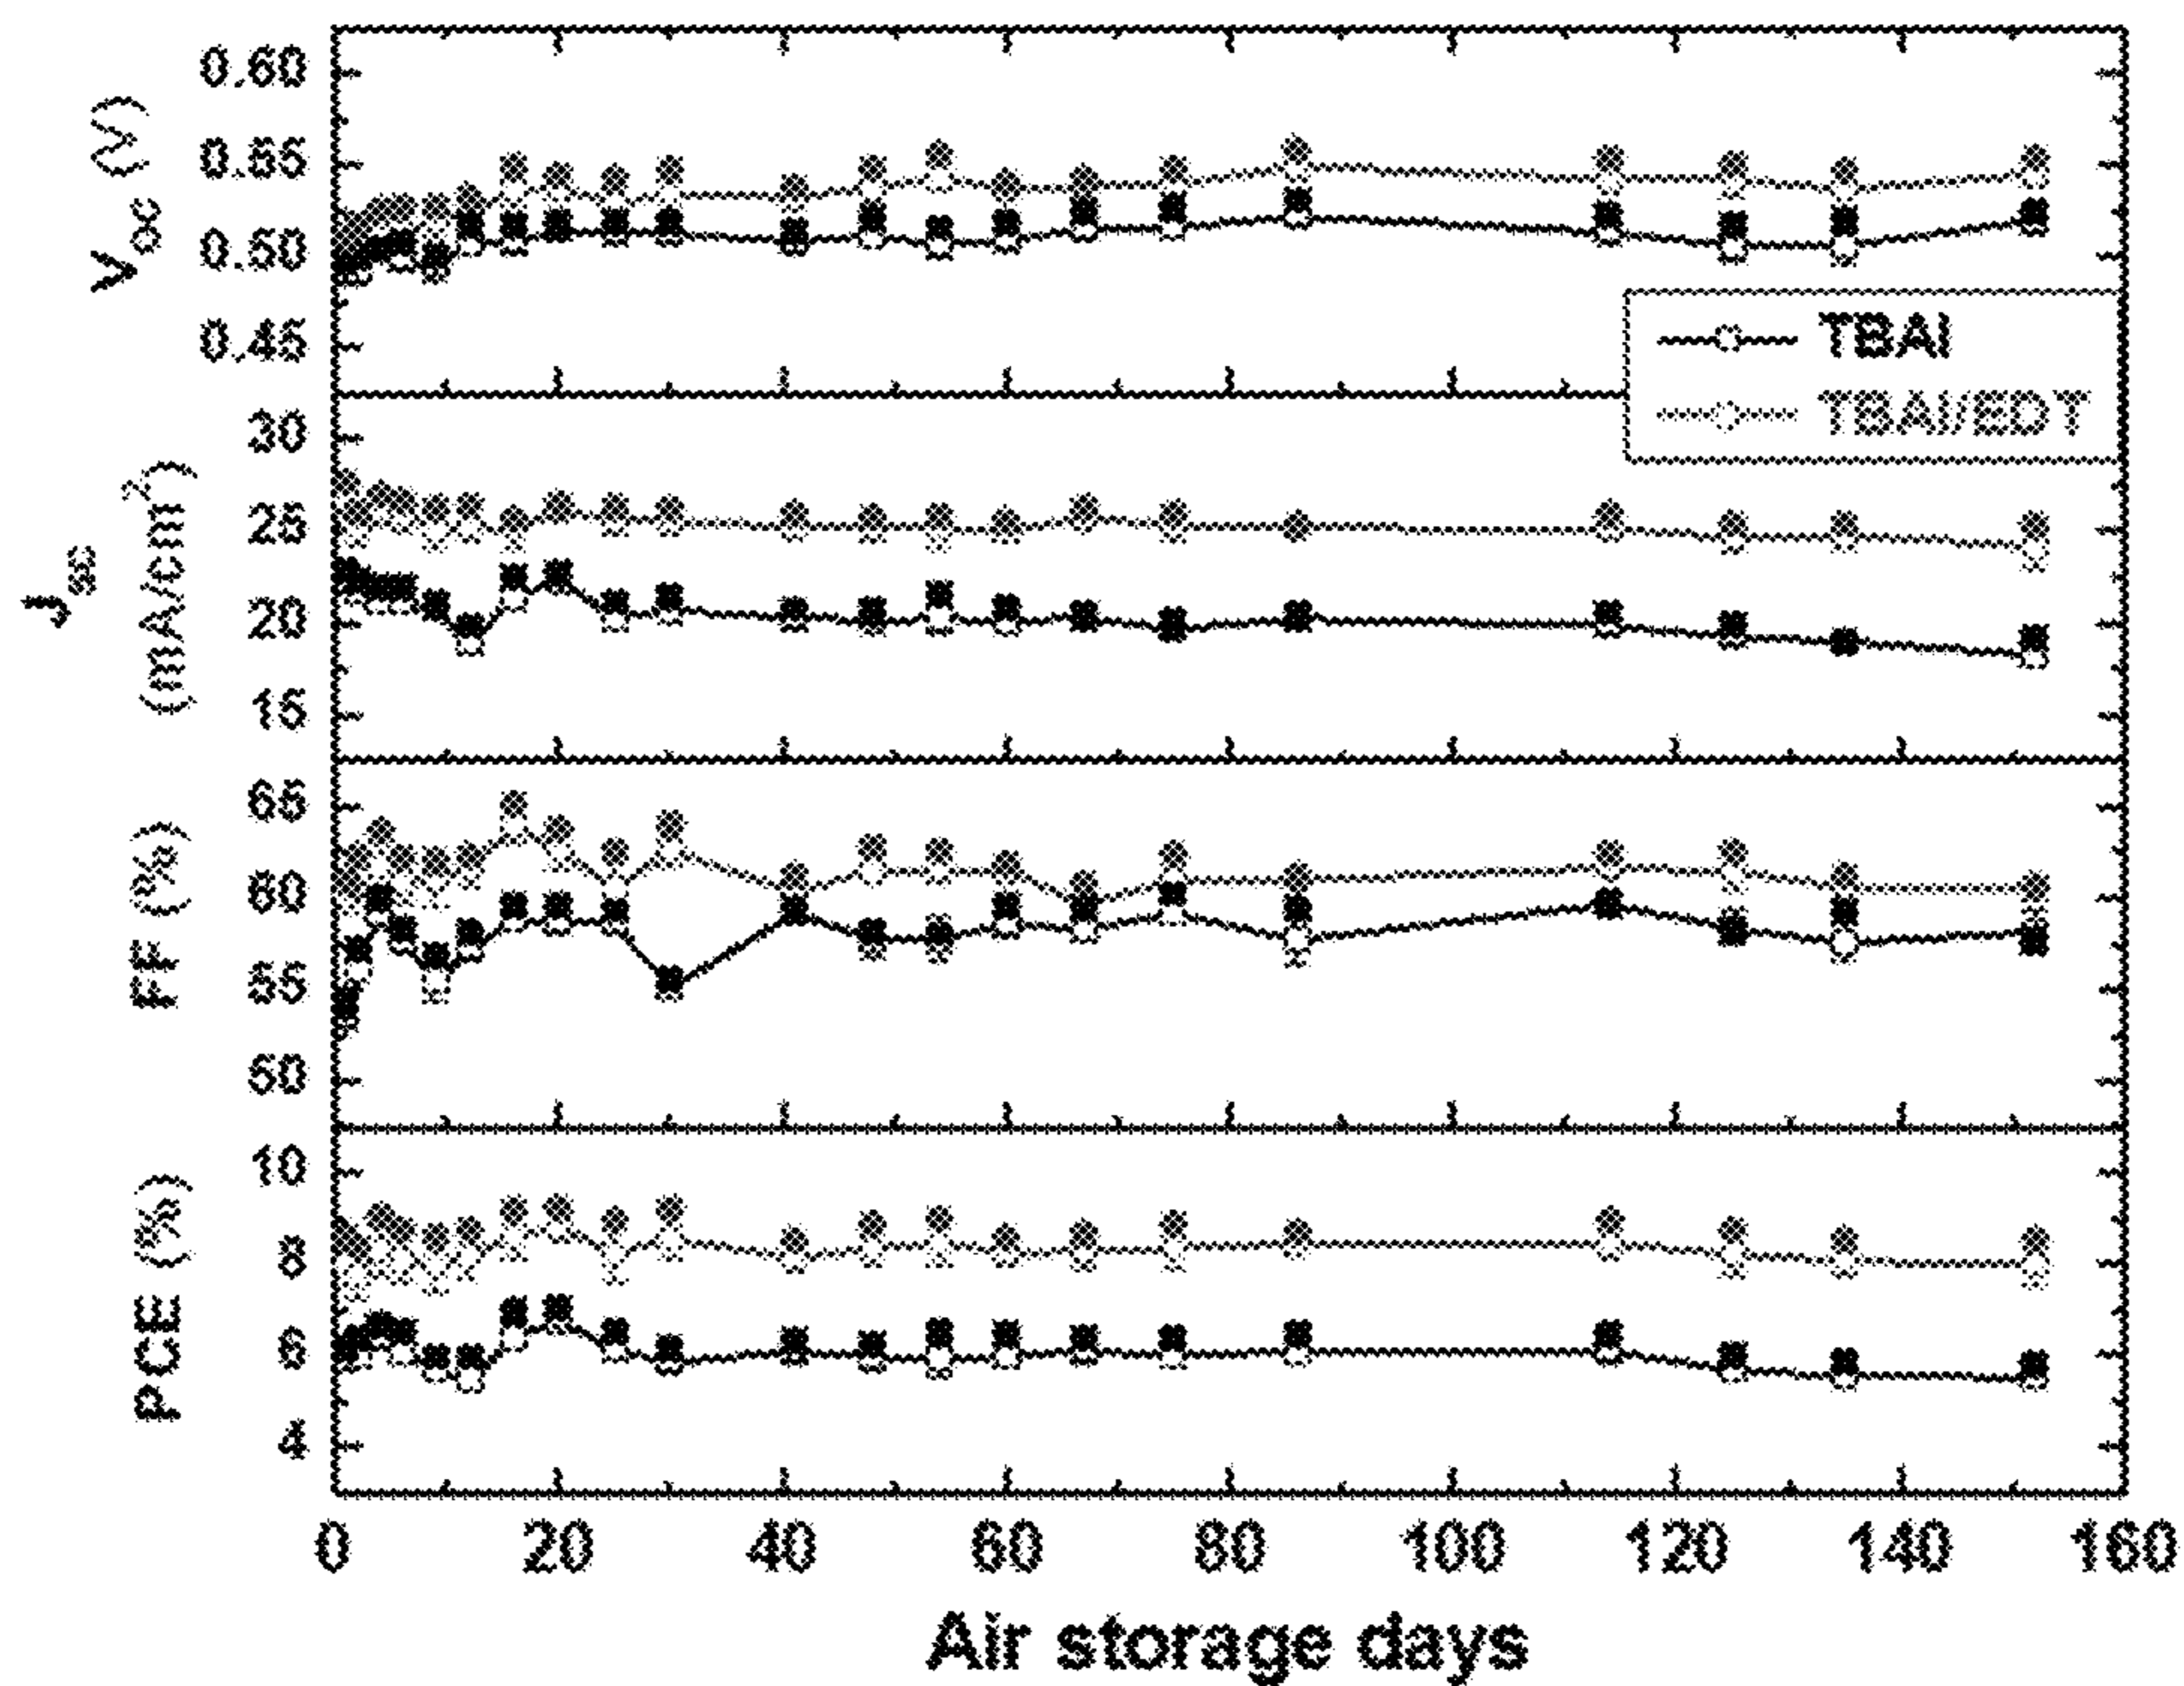 V_oc (V)
0.60
0.55
0.50
0.45
TBAI
TBAI/EDT
J_sc (mA/cm²)
30
25
20
15
FF (%)
65
60
55
50
PCE (%)
10
8
6
4
0 20 40 60 80 100 120 140 160
Air storage days